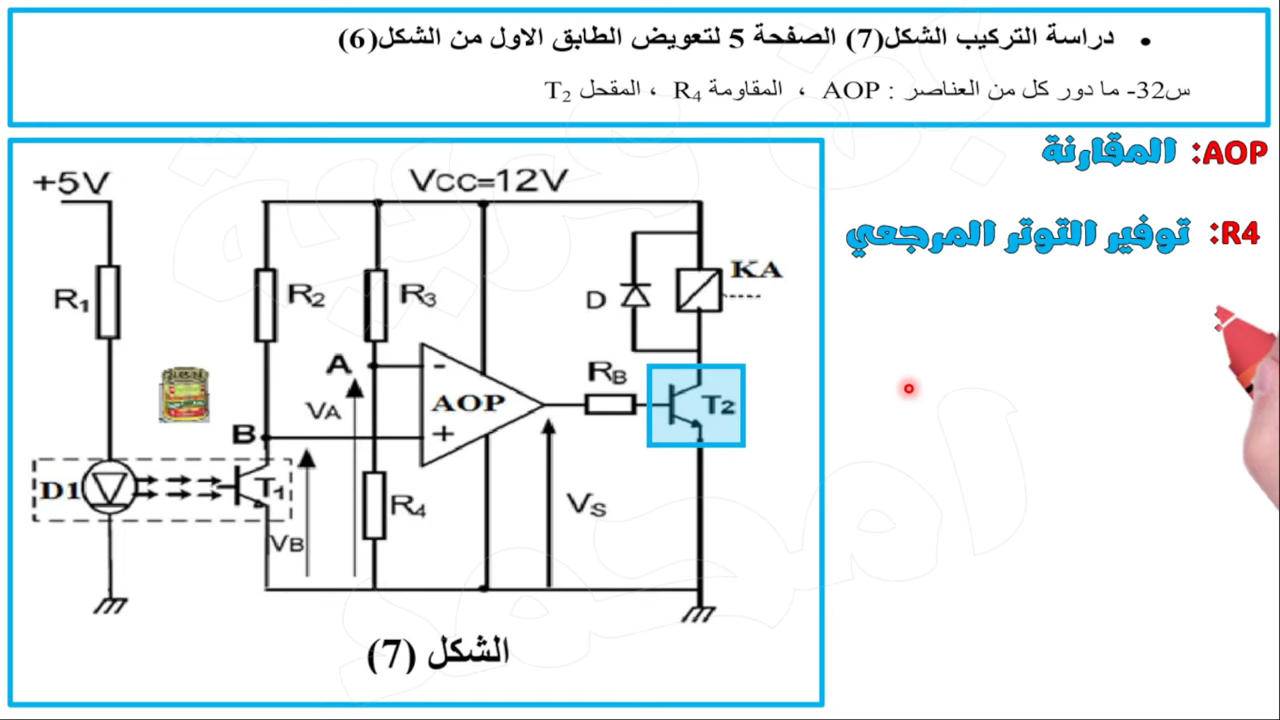 • دراسة التركيب الشكل(7) الصفحة 5 لتعويض الطابق الاول من الشكل(6)
س32- ما دور كل من العناصر : AOP ، المقاومة R4 ، المقحل T2
AOP: المقارنة
R4: توفير التوتر المرجعي
+5V
VCC=12V
R1
R2
R3
D
KA
A
RB
VA
AOP
T2
B
-
+
D1
T1
R4
VS
VB
الشكل (7)